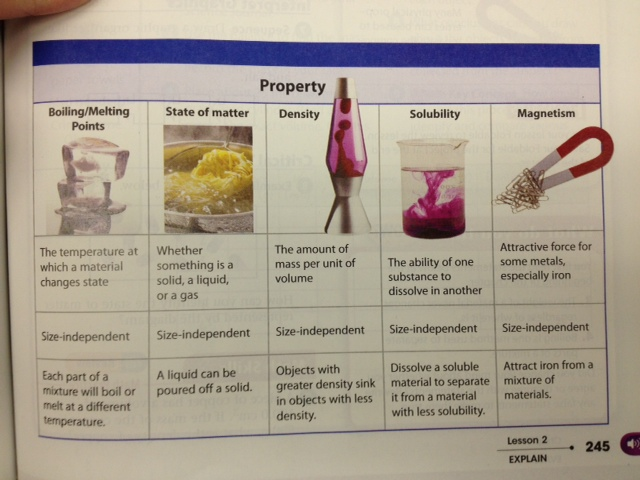 Property
Boiling/Melting
Points
State of matter
Density
Solubility
Magnetism
The temperature at
which a material
changes state
Whether
something is a
solid, a liquid,
or a gas
The amount of
mass per unit of
volume
The ability of one
substance to
dissolve in another
Attractive force for
some metals,
especially iron
Size-independent
Size-independent
Size-independent
Size-independent
Size-independent
Each part of a
mixture will boil or
melt at a different
temperature.
A liquid can be
poured off a solid.
Objects with
greater density sink
in objects with less
density.
Dissolve a soluble
material to separate
it from a material
with less solubility.
Attract iron from a
mixture of
materials.
Lesson 2
EXPLAIN
245